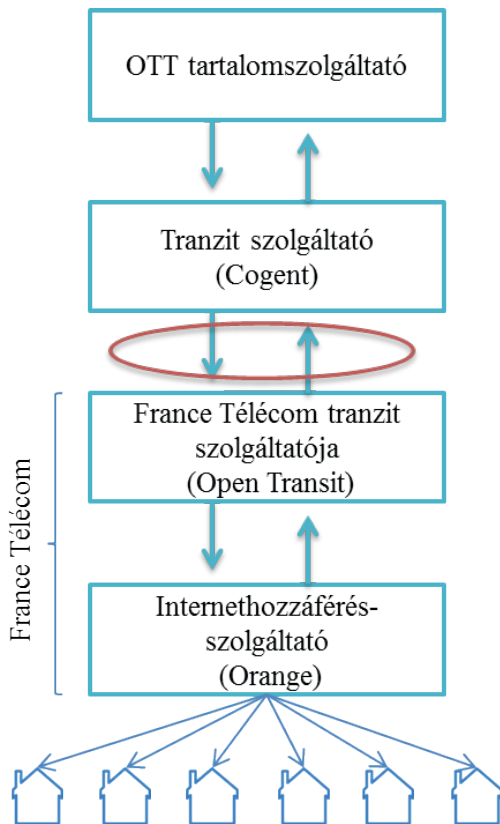 OTT tartalomszolgáltató
Tranzit szolgáltató
(Cogent)
France Télécom tranzit
szolgáltatója
(Open Transit)
France Télécom
Internethozzáférés-
szolgáltató
(Orange)